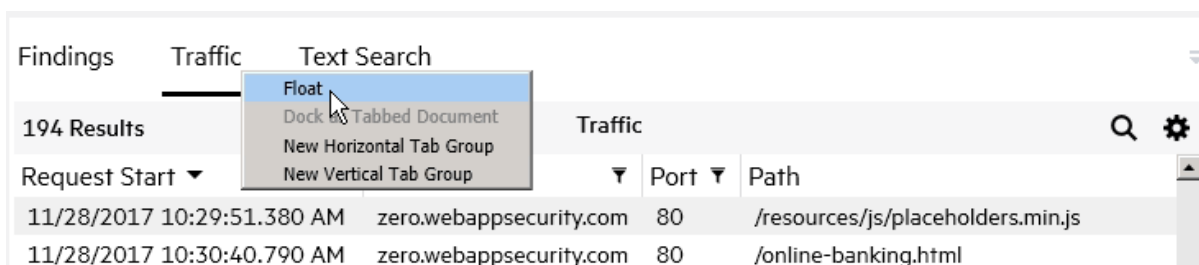 Findings Traffic Text Search
Float
Dock as Tabbed Document
New Horizontal Tab Group
New Vertical Tab Group
194 Results Traffic
Request Start Port Path
11/28/2017 10:29:51.380 AM zero.webappsecurity.com 80 /resources/js/placeholders.min.js
11/28/2017 10:30:40.790 AM zero.webappsecurity.com 80 /online-banking.html